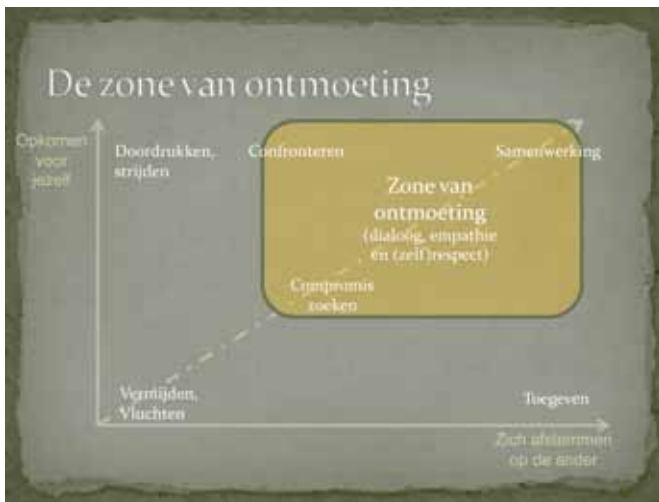 De zone van ontmoeting
Opkomen
voor
jezelf
Doordrukken,
strijden
Confronteren
Samenwerking
Zone van
ontmoeting
(dialoog, empathie
en (zelf)respect)
Compromis
zoeken
Vermijden,
Vluchten
Toegeven
Zich afstemmen
op de ander